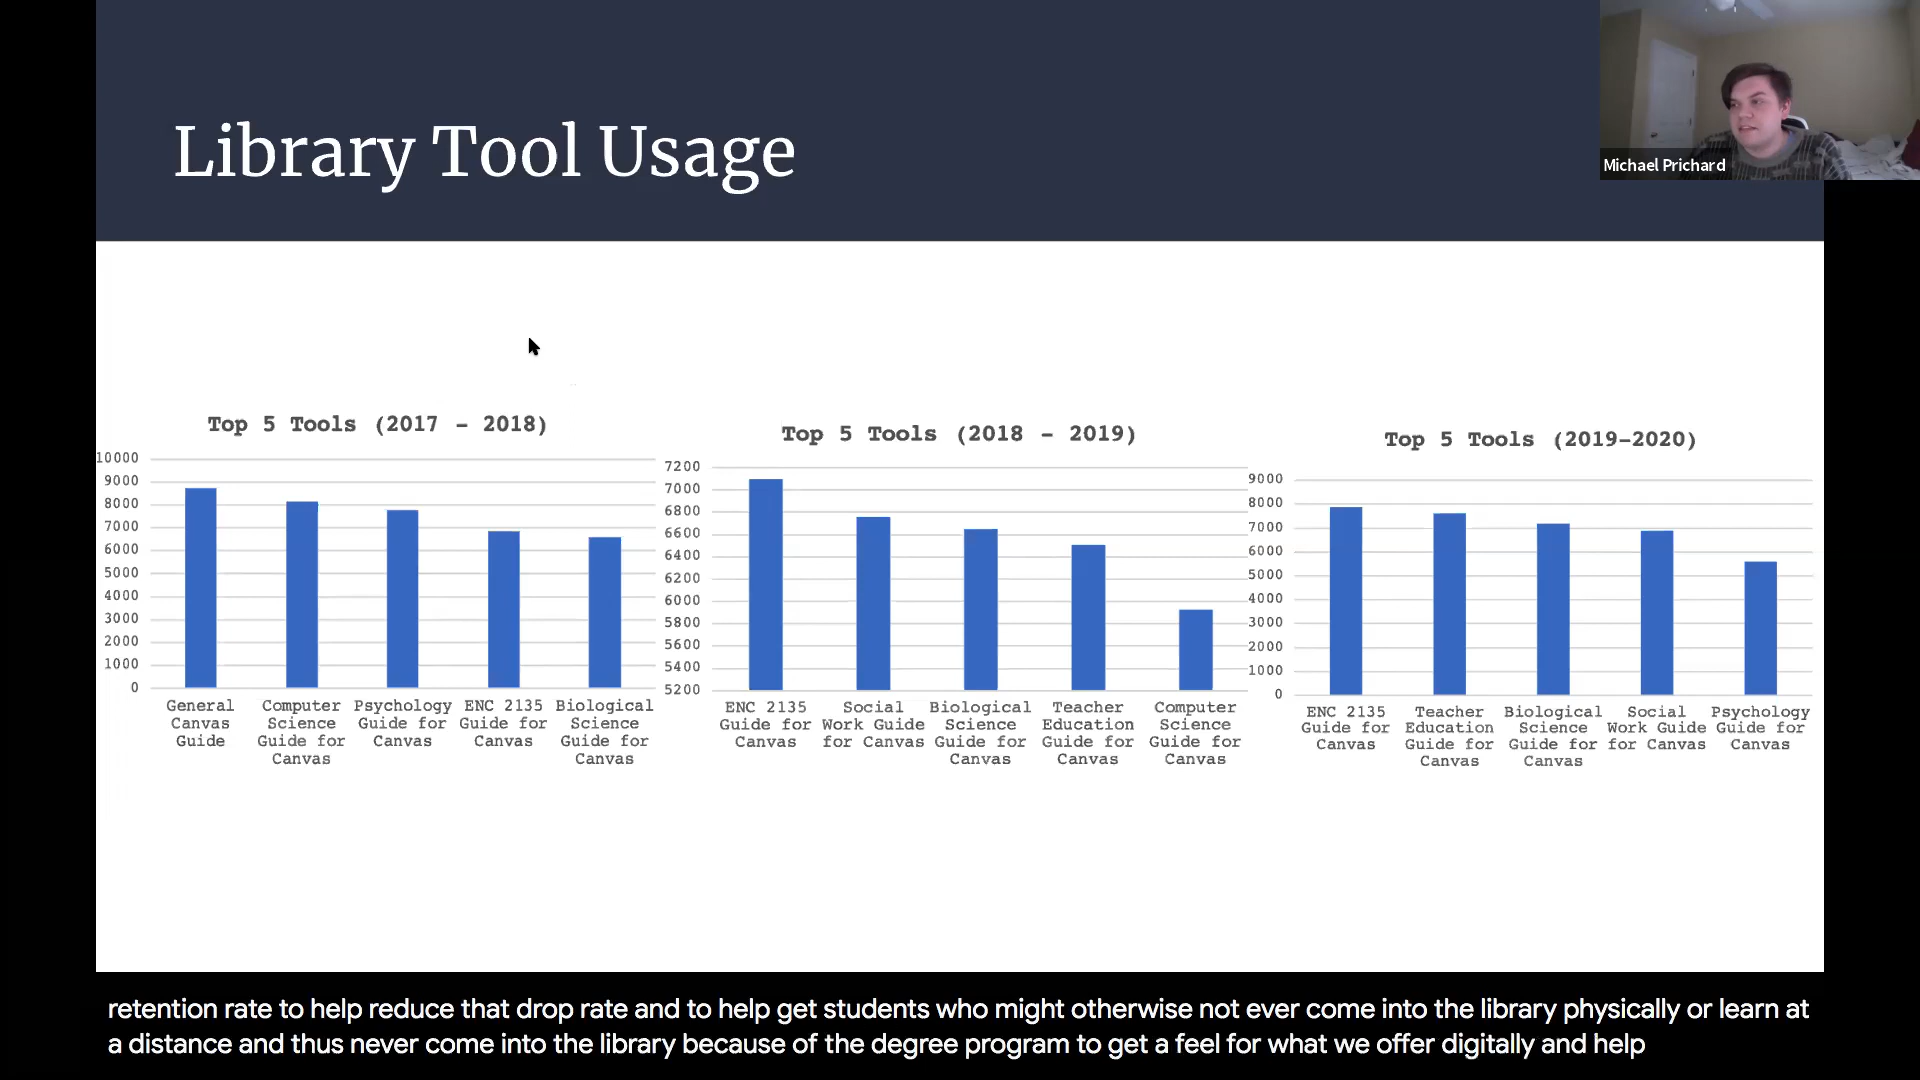 Library Tool Usage
Michael Prichard
Top 5 Tools (2017 - 2018)
10000
9000
8000
7000
6000
5000
4000
3000
2000
1000
0
General Canvas Guide
Computer Science Guide for Canvas
Psychology Guide for Canvas
ENC 2135 Guide for Canvas
Biological Science Guide for Canvas
Top 5 Tools (2018 - 2019)
7200
7000
6800
6600
6400
6200
6000
5800
5600
5400
5200
ENC 2135 Guide for Canvas
Social Work Guide for Canvas
Biological Science Guide for Canvas
Teacher Education Guide for Canvas
Computer Science Guide for Canvas
Top 5 Tools (2019-2020)
9000
8000
7000
6000
5000
4000
3000
2000
1000
0
ENC 2135 Guide for Canvas
Teacher Education Guide for Canvas
Biological Science Guide for Canvas
Social Work Guide for Canvas
Psychology Guide for Canvas
retention rate to help reduce that drop rate and to help get students who might otherwise not ever come into the library physically or learn at
a distance and thus never come into the library because of the degree program to get a feel for what we offer digitally and help